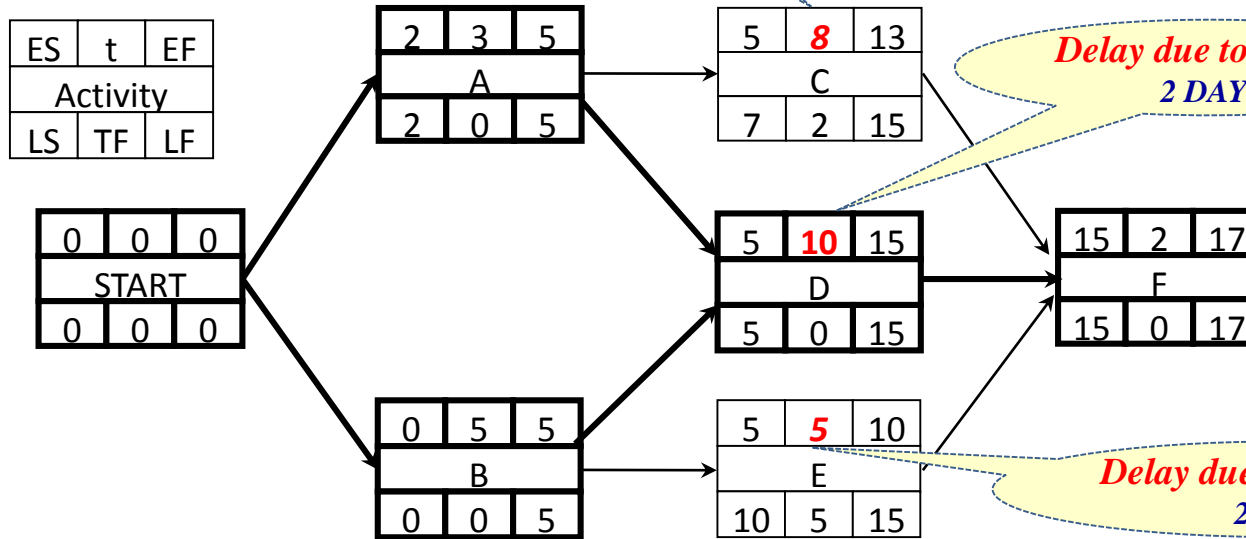 ES t EF
Activity
LS TF LF
0 0 0
START
0 0 0
2 3 5
A
2 0 5
0 5 5
B
0 0 5
5 8 13
C
7 2 15
5 10 15
D
5 0 15
5 5 10
E
10 5 15
15 2 17
F
15 0 17
Delay due to
2 DAY
Delay due
2